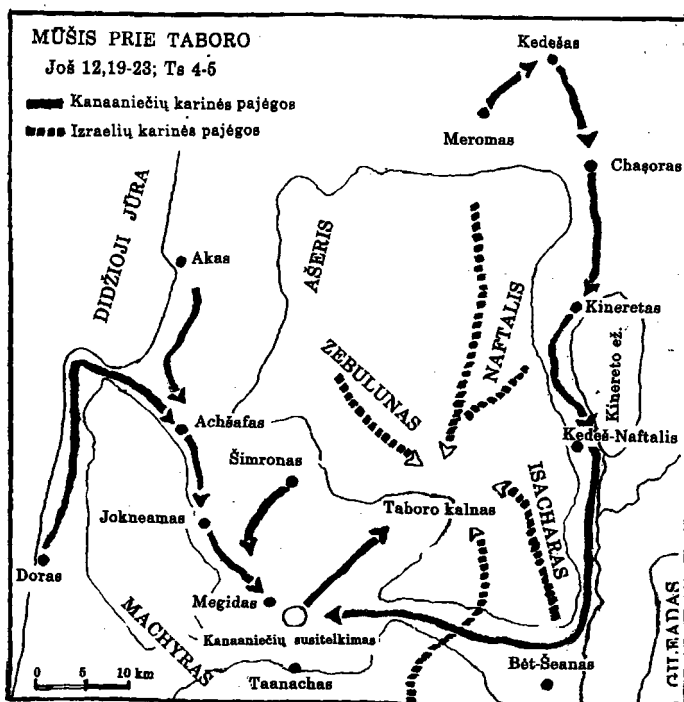 MŪŠIS PRIE TABORO
Još 12,19-23; Ts 4-5
Kanaaniečių karinės pajėgos
Izraelių karinės pajėgos
Kedešas
Meromas
Chaşoras
DIDŽIOJI JŪRA
Akas
AŠERIS
NAFTALIS
ZEBULUNAS
Kineretas
Kinereto ež.
Achšafas
Kedeš-Naftalis
Šimronas
Jokneamas
Taboro kalnas
ISACHARAS
Doras
Megidas
MACHYRAS
Kanaaniečių susitelkimas
GILEADAS
Bėt-Šeanas
Taanachas
0 5 10 km